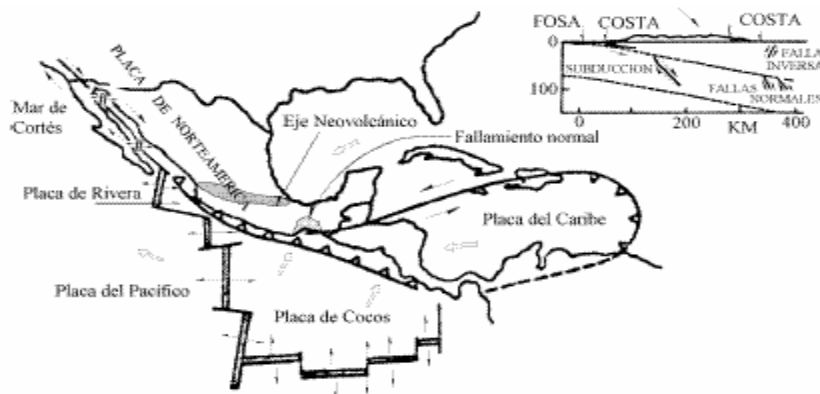 FOSA COSTA COSTA
0
100
SUBDUCCION
FALLA
INVERSA
FALLAS
NORMALES
0 200 KM 400
PLACA DE NORTEAMERIC
Mar de
Cortés
Eje Neovolcánico
Fallamiento normal
Placa de Rivera
Placa del Caribe
Placa del Pacífico
Placa de Cocos